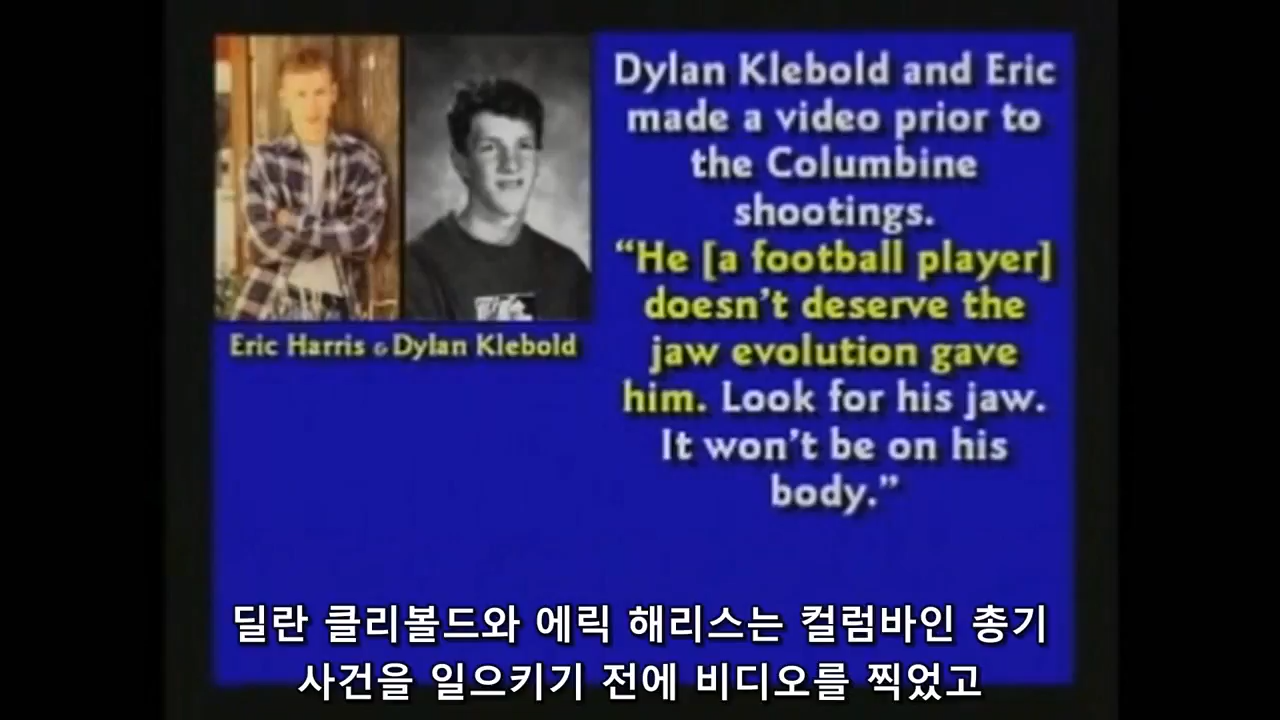 Dylan Klebold and Eric
made a video prior to
the Columbine
shootings.
“He [a football player]
doesn’t deserve the
jaw evolution gave
him. Look for his jaw.
It won’t be on his
body.”
Eric Harris & Dylan Klebold
딜란 클리볼드와 에릭 해리스는 컬럼바인 총기
사건을 일으키기 전에 비디오를 찍었고